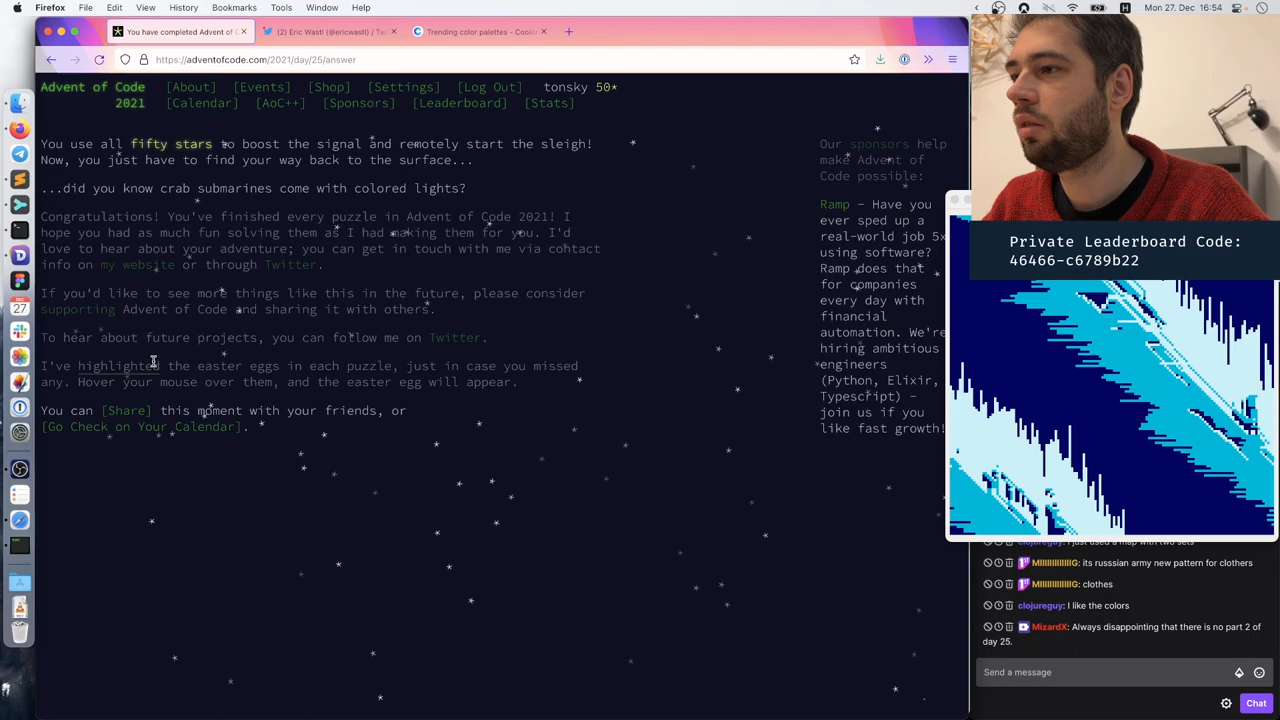 Firefox File Edit View History Bookmarks Tools Window Help
Mon 27. Dec 16:54
You have completed Advent of C
(2) Eric Wastl (@ericwastl) / Tw
Trending color palettes - Coolor
https://adventofcode.com/2021/day/25/answer
Advent of Code [About] [Events] [Shop] [Settings] [Log Out] tonsky 50*
2021 [Calendar] [AoC++] [Sponsors] [Leaderboard] [Stats]
You use all fifty stars to boost the signal and remotely start the sleigh!
Now, you just have to find your way back to the surface...
...did you know crab submarines come with colored lights?
Congratulations! You've finished every puzzle in Advent of Code 2021! I
hope you had as much fun solving them as I had making them for you. I'd
love to hear about your adventure; you can get in touch with me via contact
info on my website or through Twitter.
If you'd like to see more things like this in the future, please consider
supporting Advent of Code and sharing it with others.
To hear about future projects, you can follow me on Twitter.
I've highlighted the easter eggs in each puzzle, just in case you missed
any. Hover your mouse over them, and the easter egg will appear.
You can [Share] this moment with your friends, or
[Go Check on Your Calendar].
Our sponsors help
make Advent of
Code possible:
Ramp - Have you
ever sped up a
real-world job 5x
using software?
Ramp does that
for companies
every day with
financial
automation. We're
hiring ambitious
engineers
(Python, Elixir,
Typescript) -
join us if you
like fast growth!
Private Leaderboard Code:
46466-c6789b22
DEC
27
clojureguy: I just used a map with two sets
its russsian army new pattern for clothers
clothes
clojureguy: I like the colors
MizardX: Always disappointing that there is no part 2 of
day 25.
Send a message
Chat